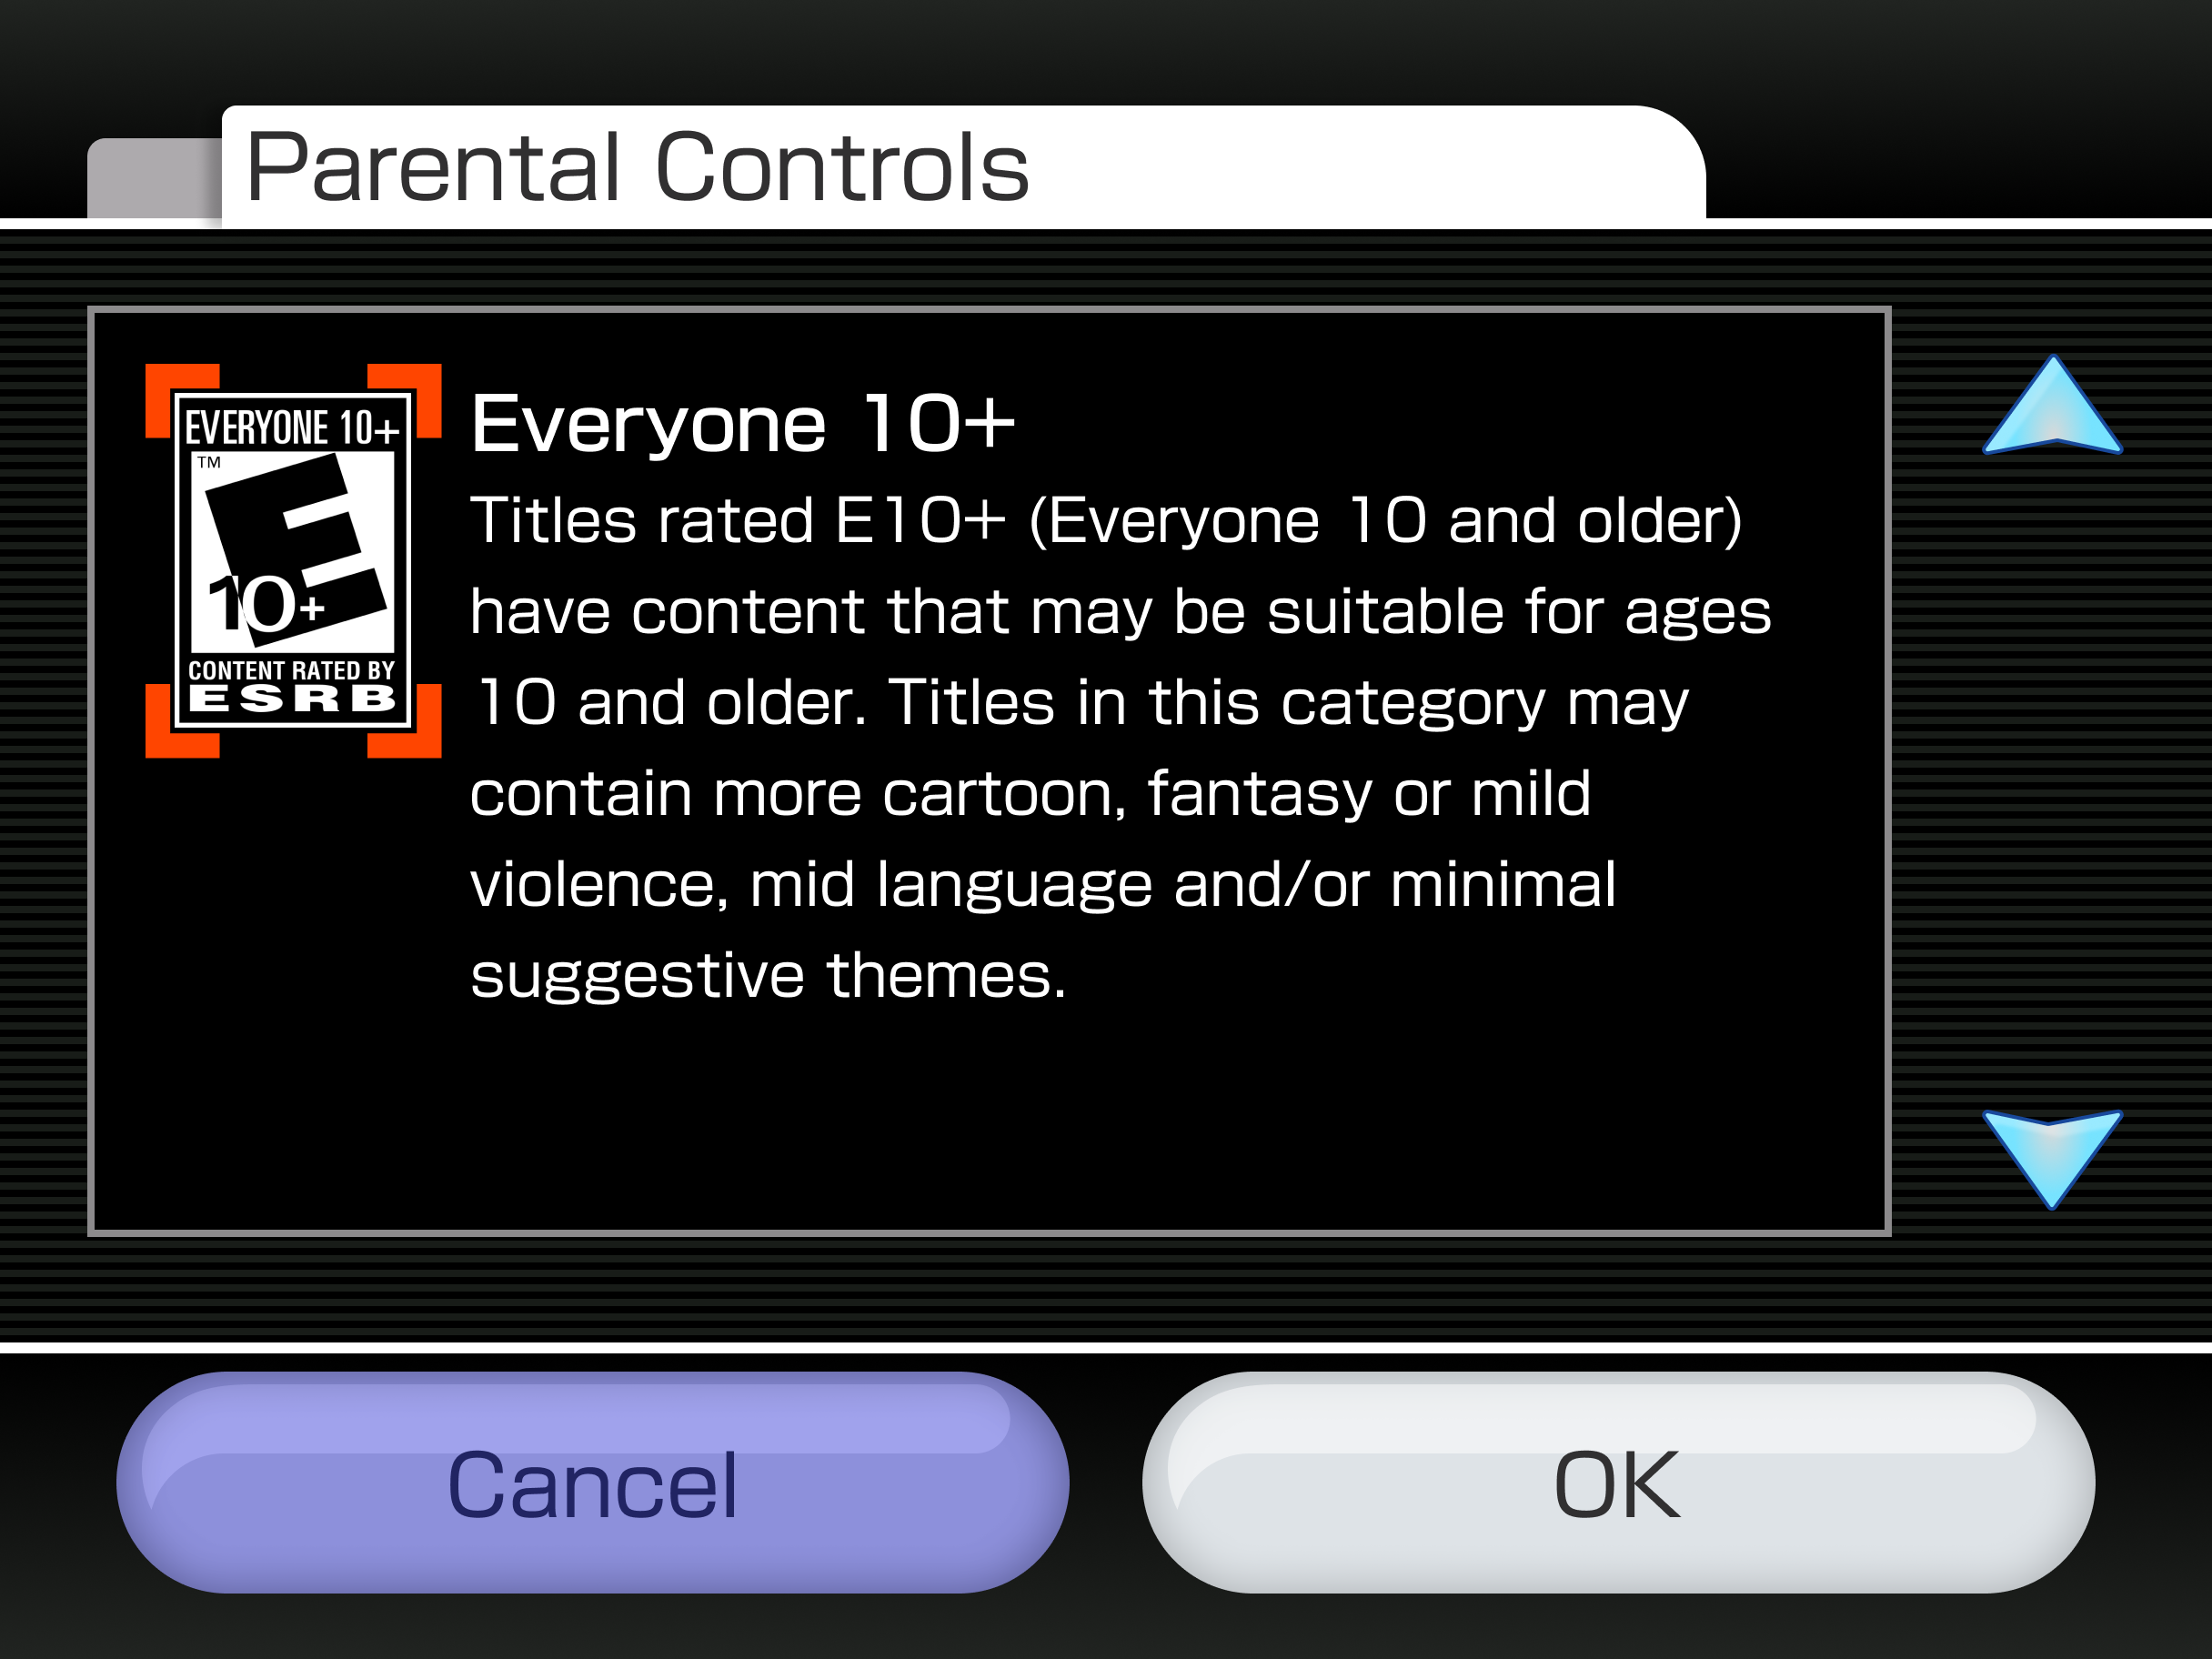 Parental Controls
EVERYONE 10+
TM
10+
CONTENT RATED BY
ESRB
Everyone 10+
Titles rated E10+ (Everyone 10 and older)
have content that may be suitable for ages
10 and older. Titles in this category may
contain more cartoon, fantasy or mild
violence, mid language and/or minimal
suggestive themes.
Cancel
OK